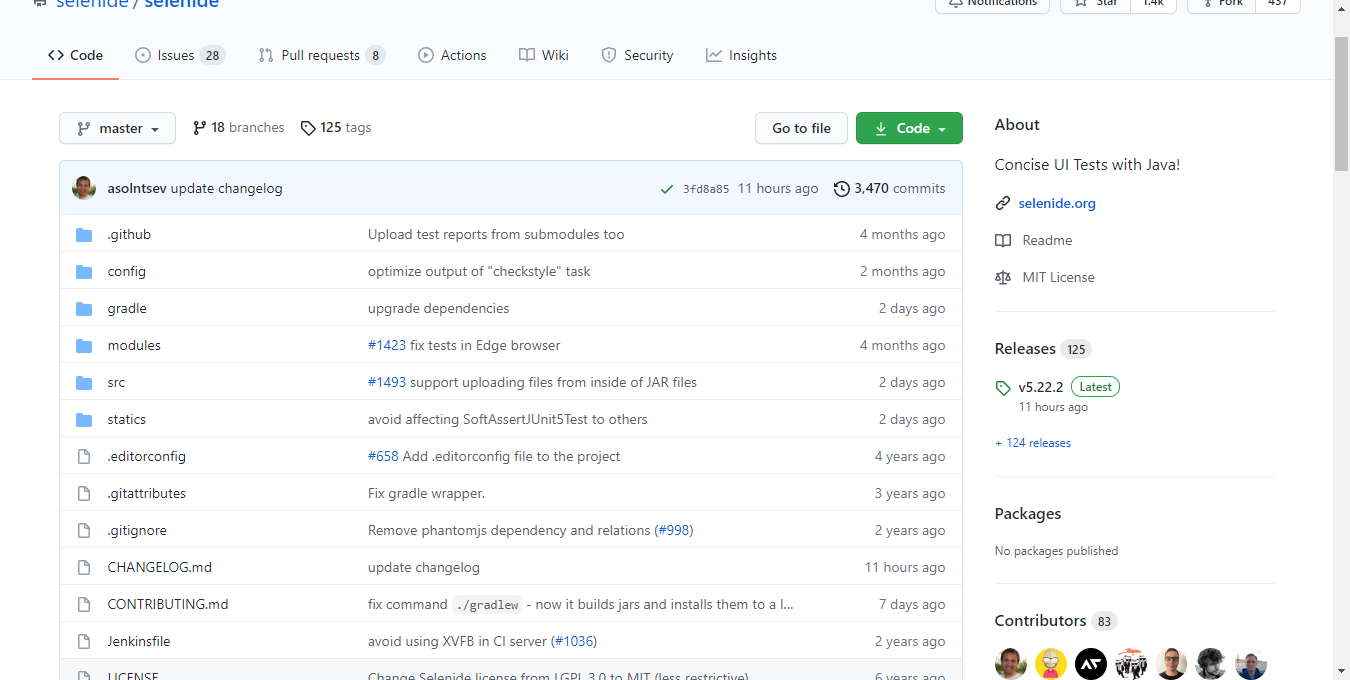 selenide / selenide
Notifications Star 1.4k Fork 437
Code Issues 28 Pull requests 8 Actions Wiki Security Insights
master 18 branches 125 tags Go to file Code
asolntsev update changelog 3fd8a85 11 hours ago 3,470 commits
.github Upload test reports from submodules too 4 months ago
config optimize output of "checkstyle" task 2 months ago
gradle upgrade dependencies 2 days ago
modules #1423 fix tests in Edge browser 4 months ago
src #1493 support uploading files from inside of JAR files 2 days ago
statics avoid affecting SoftAssertJUnit5Test to others 2 days ago
.editorconfig #658 Add .editorconfig file to the project 4 years ago
.gitattributes Fix gradle wrapper. 3 years ago
.gitignore Remove phantomjs dependency and relations (#998) 2 years ago
CHANGELOG.md update changelog 11 hours ago
CONTRIBUTING.md fix command ./gradlew - now it builds jars and installs them to a l... 7 days ago
Jenkinsfile avoid using XVFB in CI server (#1036) 2 years ago
LICENSE Change Selenide license from LGPL 3.0 to MIT (less restrictive) 6 years ago
About
Concise UI Tests with Java!
selenide.org
Readme
MIT License
Releases 125
v5.22.2 Latest
11 hours ago
+ 124 releases
Packages
No packages published
Contributors 83